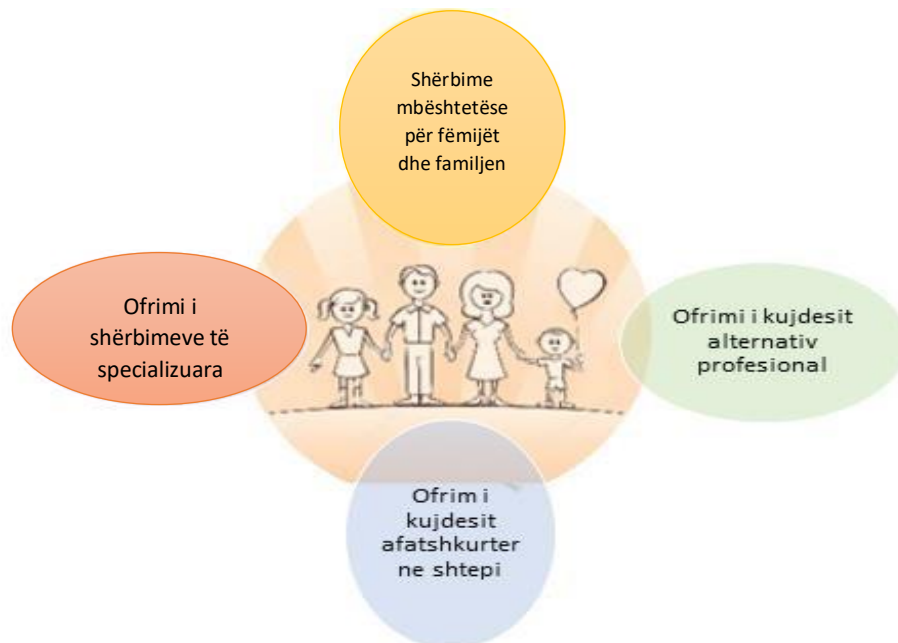 Shërbime
mbështetëse
për fëmijët
dhe familjen
Ofrimi i
shërbimeve të
specializuara
Ofrimi i kujdesit
alternativ
profesional
Ofrim i
kujdesit
afatshkurter
ne shtepi